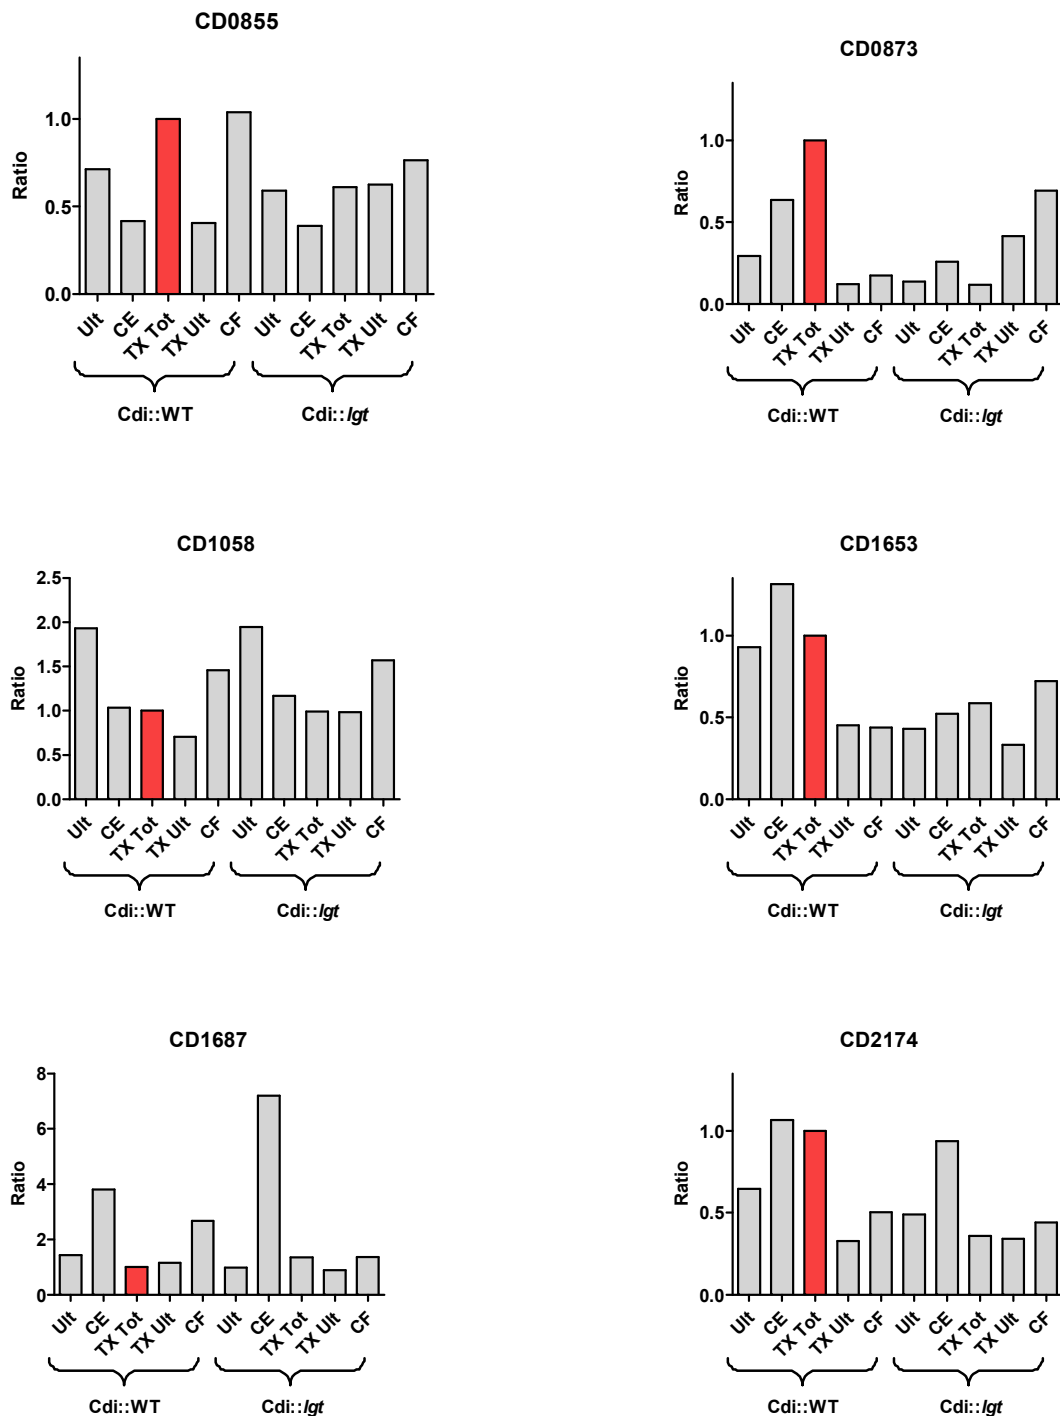 CD0855
Ratio
1.0
0.5
0.0
Ult CE TX Tot TX Ult CF Ult CE TX Tot TX Ult CF
Cdi::WT Cdi::lgt
CD0873
Ratio
1.0
0.5
0.0
Ult CE TX Tot TX Ult CF Ult CE TX Tot TX Ult CF
Cdi::WT Cdi::lgt
CD1058
Ratio
2.5
2.0
1.5
1.0
0.5
0.0
Ult CE TX Tot TX Ult CF Ult CE TX Tot TX Ult CF
Cdi::WT Cdi::lgt
CD1653
Ratio
1.0
0.5
0.0
Ult CE TX Tot TX Ult CF Ult CE TX Tot TX Ult CF
Cdi::WT Cdi::lgt
CD1687
Ratio
8
6
4
2
0
Ult CE TX Tot TX Ult CF Ult CE TX Tot TX Ult CF
Cdi::WT Cdi::lgt
CD2174
Ratio
1.0
0.5
0.0
Ult CE TX Tot TX Ult CF Ult CE TX Tot TX Ult CF
Cdi::WT Cdi::lgt